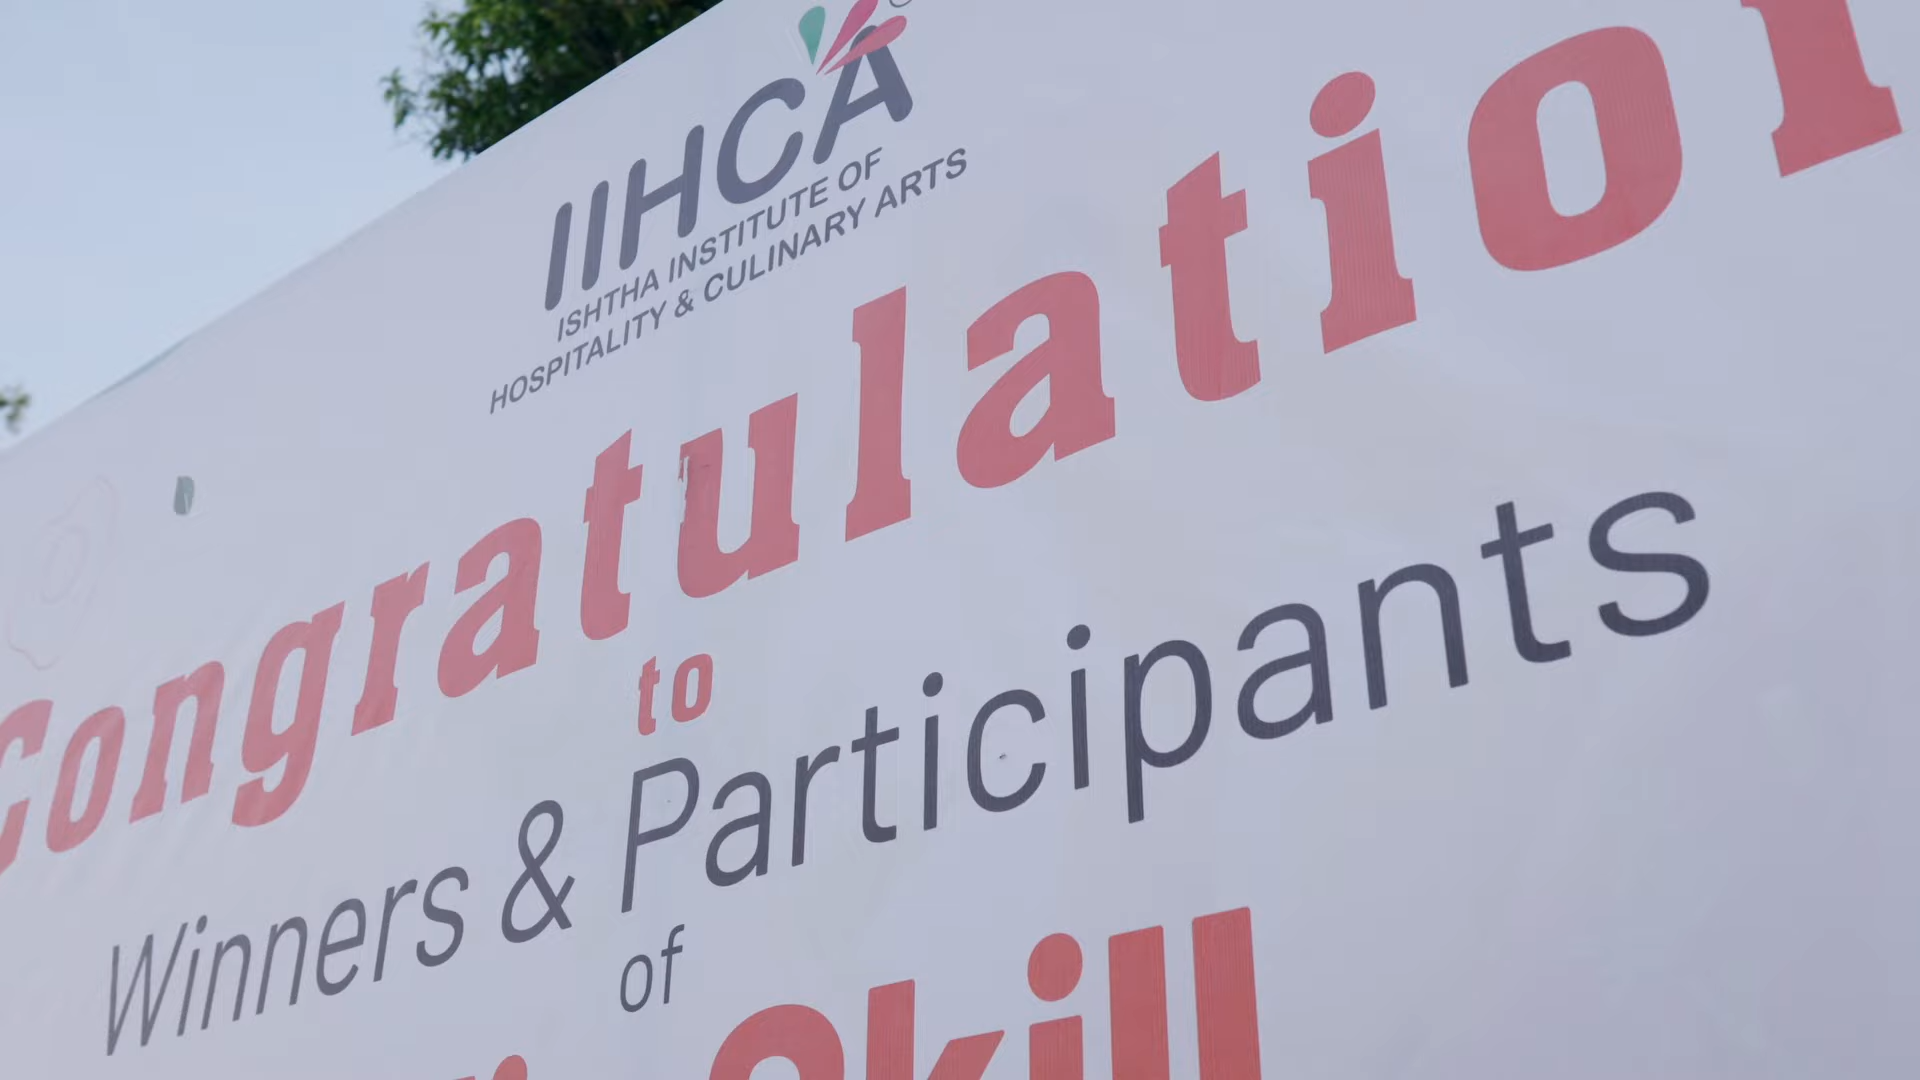 IIHCA
ISHTHA INSTITUTE OF
HOSPITALITY & CULINARY ARTS
Congratulation
to
Winners & Participants
of
Skill